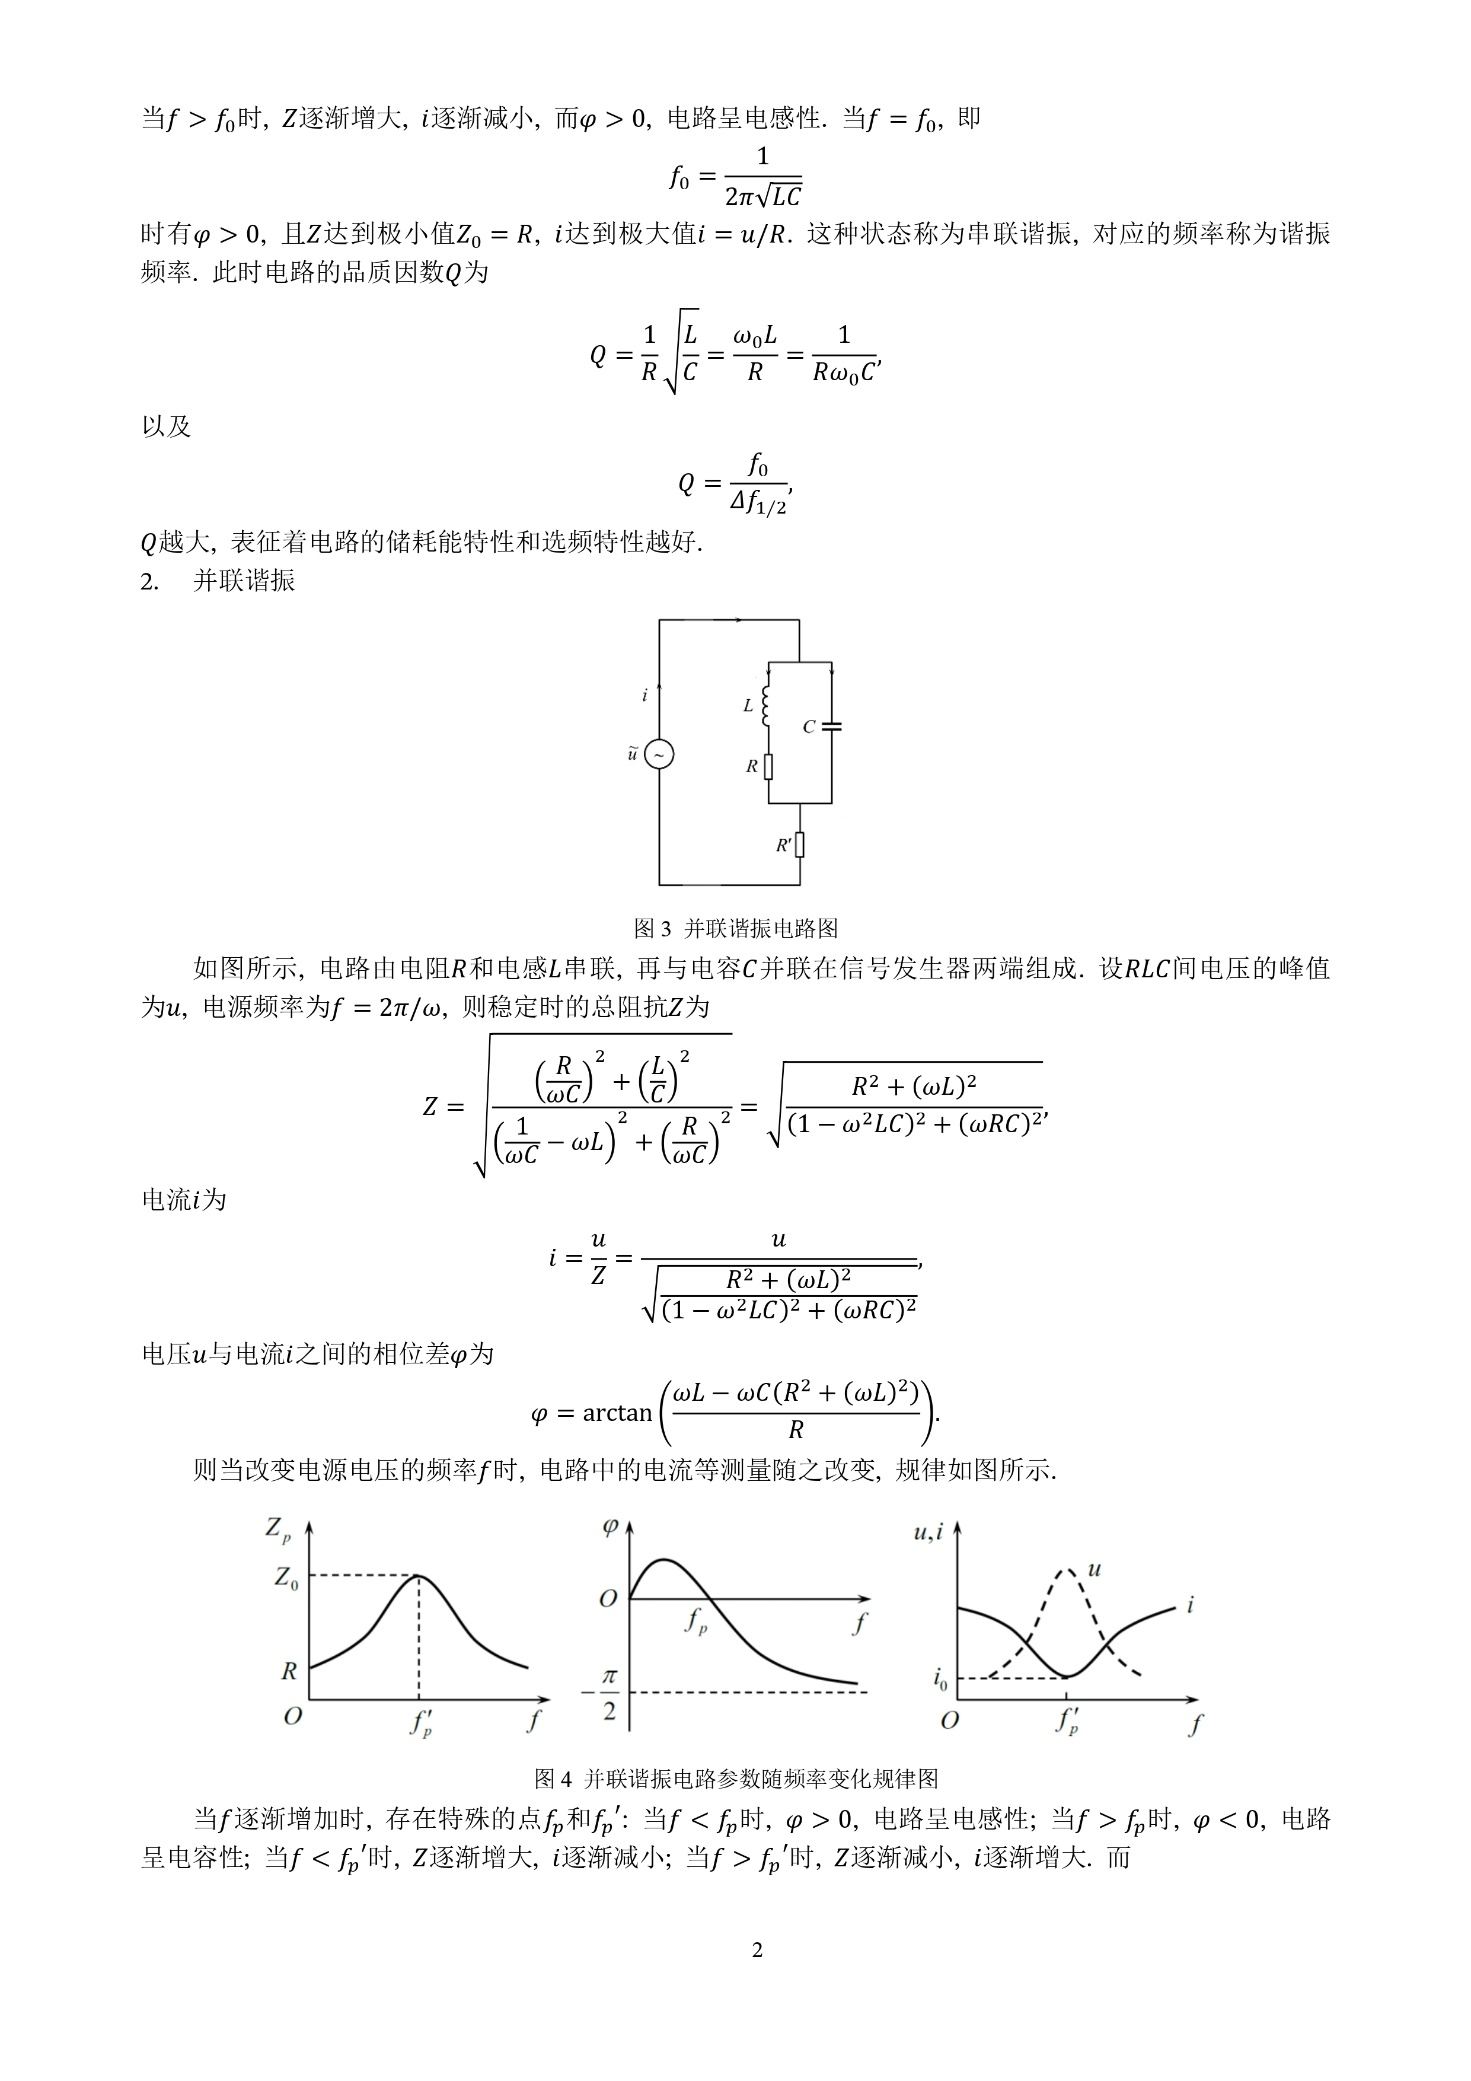 当f > f₀时, Z逐渐增大, i逐渐减小, 而φ > 0, 电路呈电感性. 当f = f₀, 即
f₀ = 1/(2π√(LC))
时有φ > 0, 且Z达到极小值Z₀ = R, i达到极大值i = u/R. 这种状态称为串联谐振, 对应的频率称为谐振
频率. 此时电路的品质因数Q为
Q = (1/R)√(L/C) = ω₀L/R = 1/(Rω₀C),
以及
Q = f₀/Δf₁/₂,
Q越大, 表征着电路的储耗能特性和选频特性越好.
2. 并联谐振
i
L
C
ũ
~
R
R′
图 3 并联谐振电路图
如图所示, 电路由电阻R和电感L串联, 再与电容C并联在信号发生器两端组成. 设RLC间电压的峰值
为u, 电源频率为f = 2π/ω, 则稳定时的总阻抗Z为
Z = √(((R/ωC)² + (L/C)²)/((1/ωC − ωL)² + (R/ωC)²)) = √((R² + (ωL)²)/((1 − ω²LC)² + (ωRC)²)),
电流i为
i = u/Z = u/√((R² + (ωL)²)/((1 − ω²LC)² + (ωRC)²)),
电压u与电流i之间的相位差φ为
φ = arctan((ωL − ωC(R² + (ωL)²))/R).
则当改变电源电压的频率f时, 电路中的电流等测量随之改变, 规律如图所示.
Z_p
Z₀
R
O
f′_p
f
φ
O
f_p
f
−π/2
u,i
u
i
i₀
O
f′_p
f
图 4 并联谐振电路参数随频率变化规律图
当f逐渐增加时, 存在特殊的点f_p和f_p′: 当f < f_p时, φ > 0, 电路呈电感性; 当f > f_p时, φ < 0, 电路
呈电容性; 当f < f_p′时, Z逐渐增大, i逐渐减小; 当f > f_p′时, Z逐渐减小, i逐渐增大. 而
2